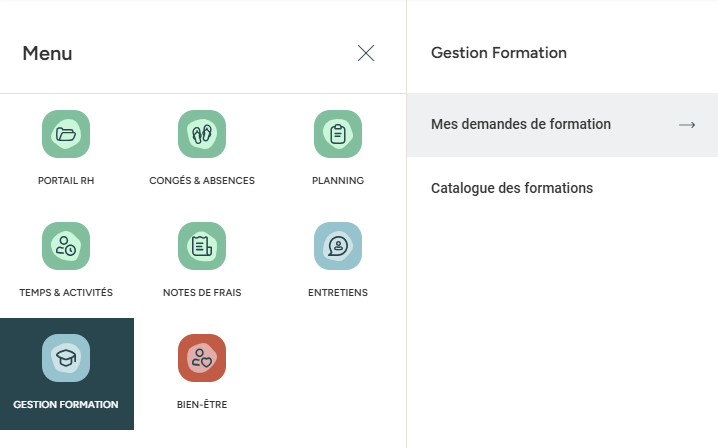 Menu
Gestion Formation
PORTAIL RH
CONGÉS & ABSENCES
PLANNING
TEMPS & ACTIVITÉS
NOTES DE FRAIS
ENTRETIENS
GESTION FORMATION
BIEN-ÊTRE
Mes demandes de formation
Catalogue des formations